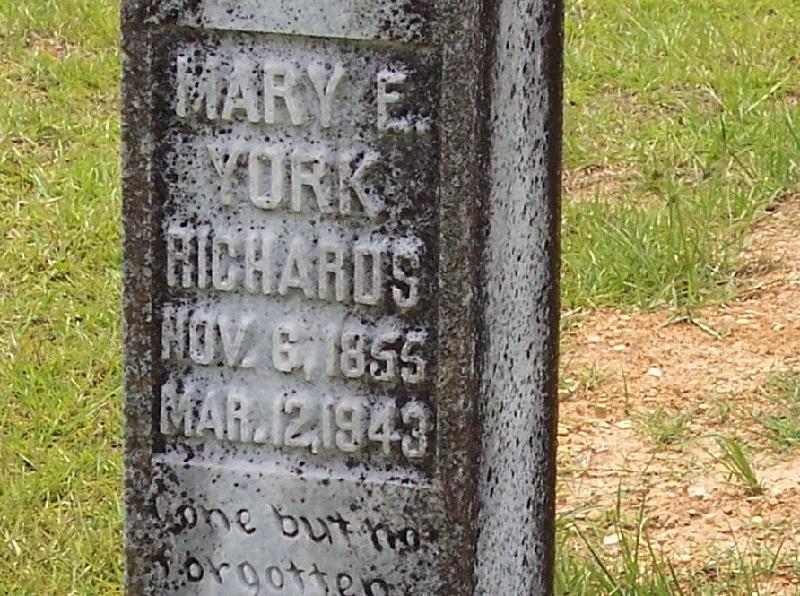 MARY E.
YORK
RICHARDS
NOV. 6, 1855
MAR. 12, 1943
Gone but not
forgotten